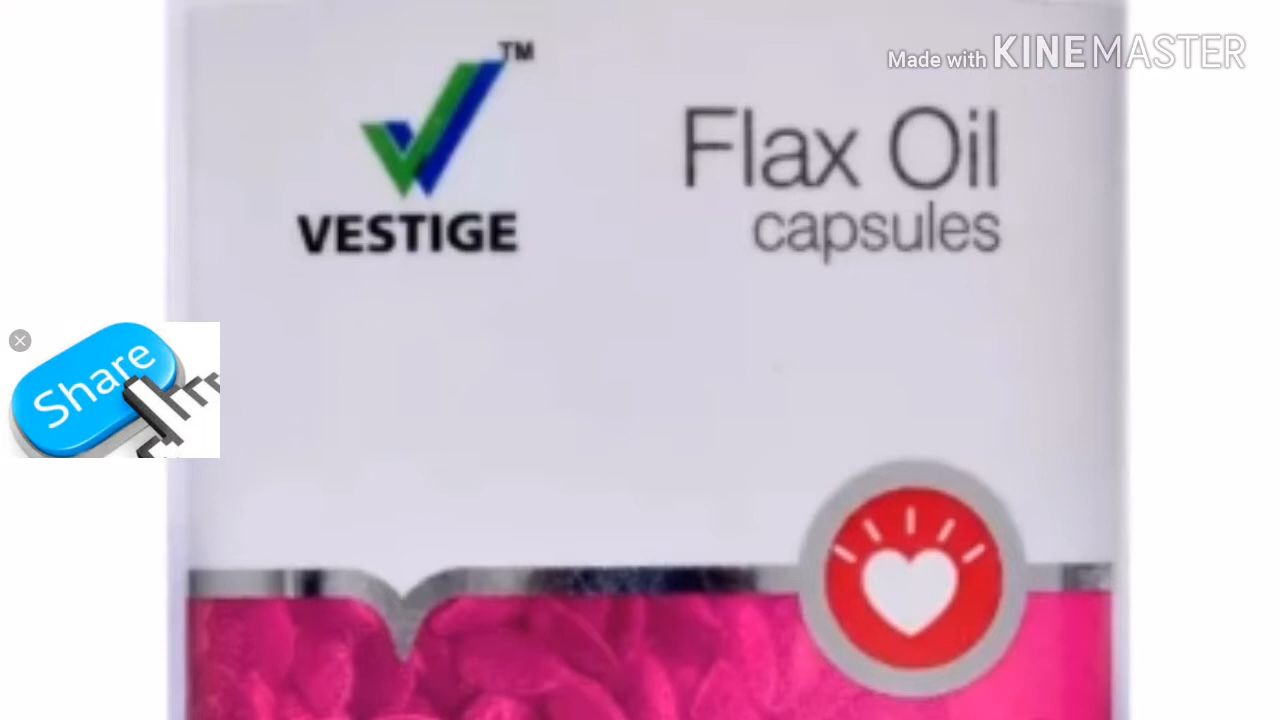 Made with KINEMASTER
TM
VESTIGE
Flax Oil
capsules
Share